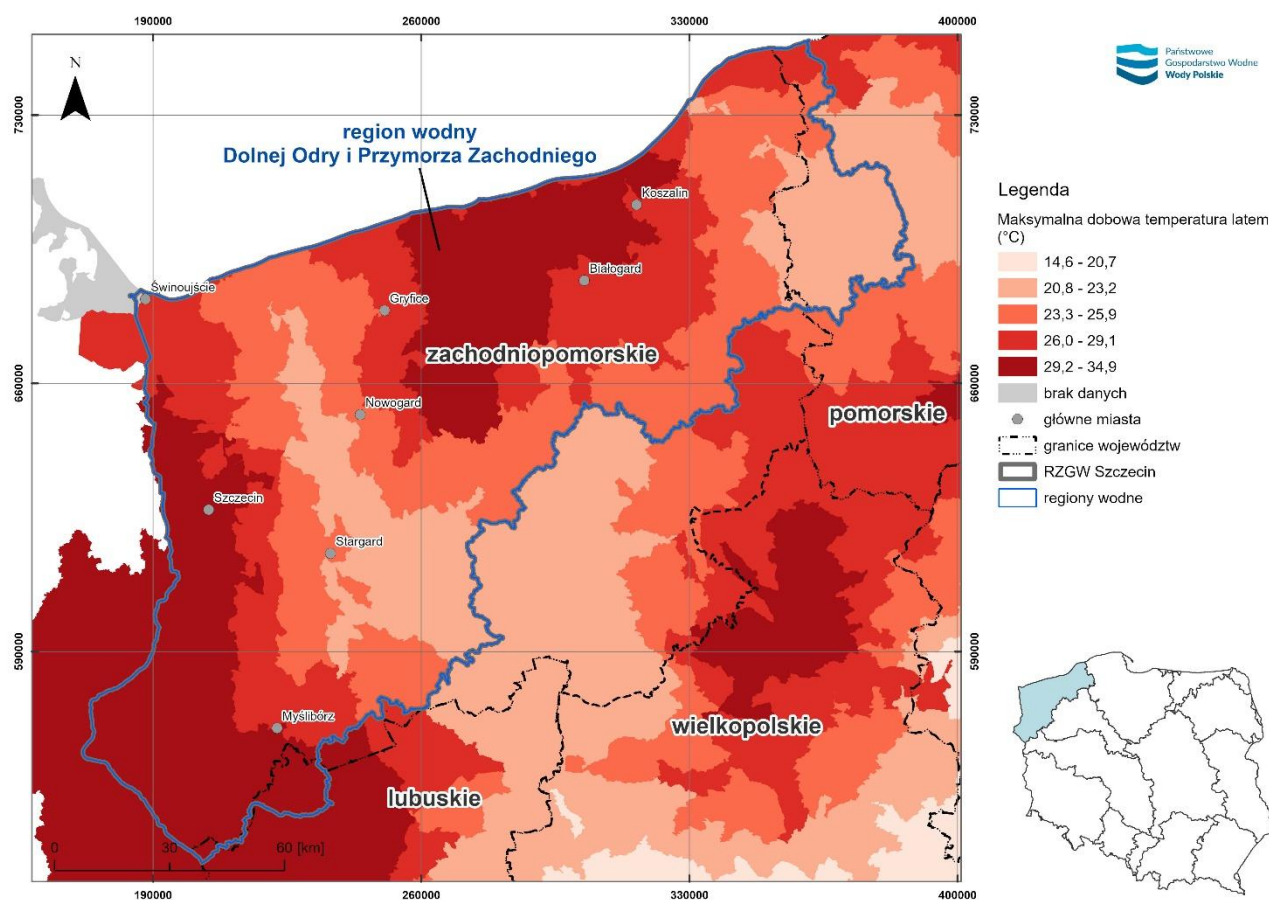 190000
260000
330000
400000
N
730000
730000
region wodny
Dolnej Odry i Przymorza Zachodniego
Koszalin
Białogard
Świnoujście
Gryfice
zachodniopomorskie
660000
660000
Nowogard
pomorskie
Szczecin
Stargard
590000
590000
Myślibórz
wielkopolskie
lubuskie
0
30
60 [km]
190000
260000
330000
400000
Państwowe
Gospodarstwo Wodne
Wody Polskie
Legenda
Maksymalna dobowa temperatura latem
(°C)
14,6 - 20,7
20,8 - 23,2
23,3 - 25,9
26,0 - 29,1
29,2 - 34,9
brak danych
główne miasta
granice województw
RZGW Szczecin
regiony wodne